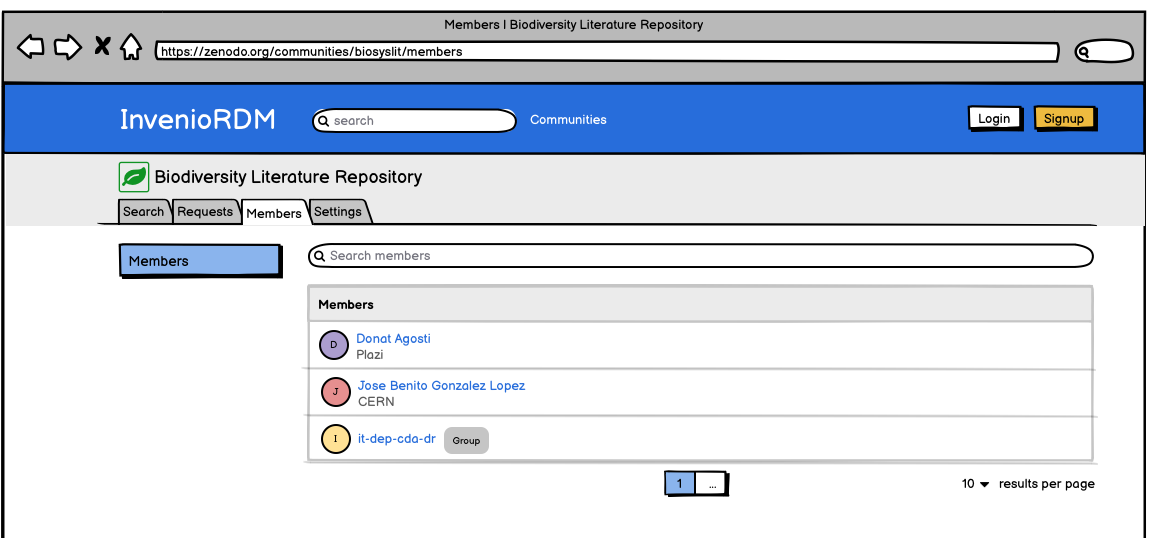 Members | Biodiversity Literature Repository
https://zenodo.org/communities/biosyslit/members
InvenioRDM
search
Communities
Login
Signup
Biodiversity Literature Repository
Search Requests Members Settings
Members
Search members
Members
D
Donat Agosti
Plazi
J
Jose Benito Gonzalez Lopez
CERN
I
it-dep-cda-dr
Group
1 ...
10 results per page